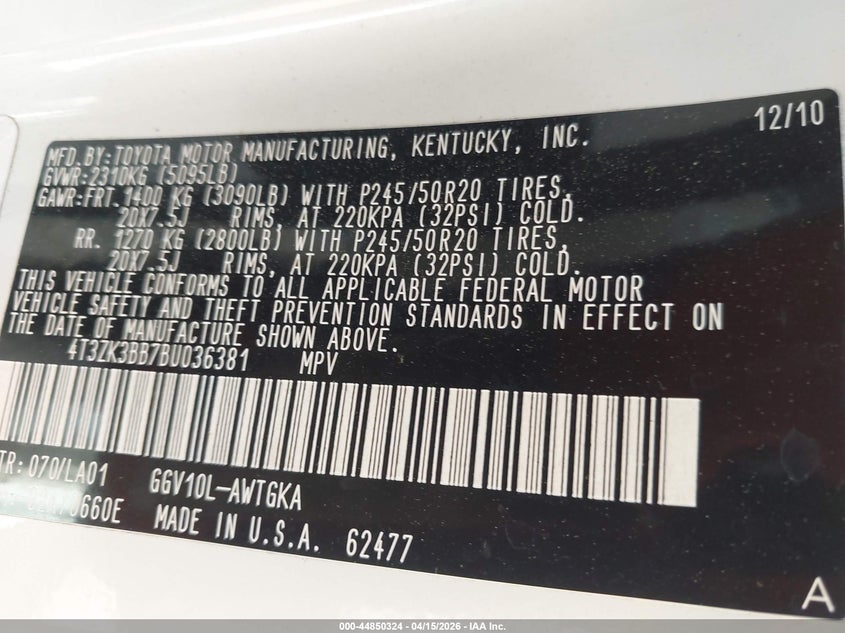 12/10
MFD.BY:TOYOTA MOTOR MANUFACTURING, KENTUCKY, INC.
GVWR:2310KG (5095LB)
GAWR:FRT.1400 KG (3090LB) WITH P245/50R20 TIRES,
20X7.5J RIMS, AT 220KPA (32PSI) COLD.
RR. 1270 KG (2800LB) WITH P245/50R20 TIRES,
20X7.5J RIMS, AT 220KPA (32PSI) COLD.
THIS VEHICLE CONFORMS TO ALL APPLICABLE FEDERAL MOTOR
VEHICLE SAFETY AND THEFT PREVENTION STANDARDS IN EFFECT ON
THE DATE OF MANUFACTURE SHOWN ABOVE.
4T3ZK3BB7BU036381 MPV
TR: 070/LA01 GGV10L-AWTGKA
MADE IN U.S.A. 62477
A
000-44850324 - 04/15/2026 - IAA Inc.